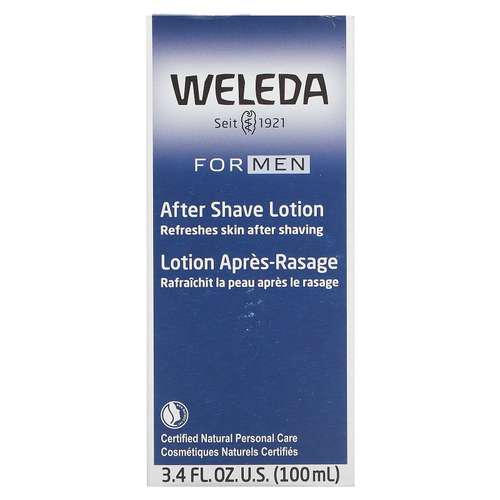 WELEDA
Seit 1921
FOR MEN
After Shave Lotion
Refreshes skin after shaving
Lotion Après-Rasage
Rafraîchit la peau après le rasage
Certified Natural Personal Care
Cosmétiques Naturels Certifiés
3.4 FL.OZ.U.S. (100mL)